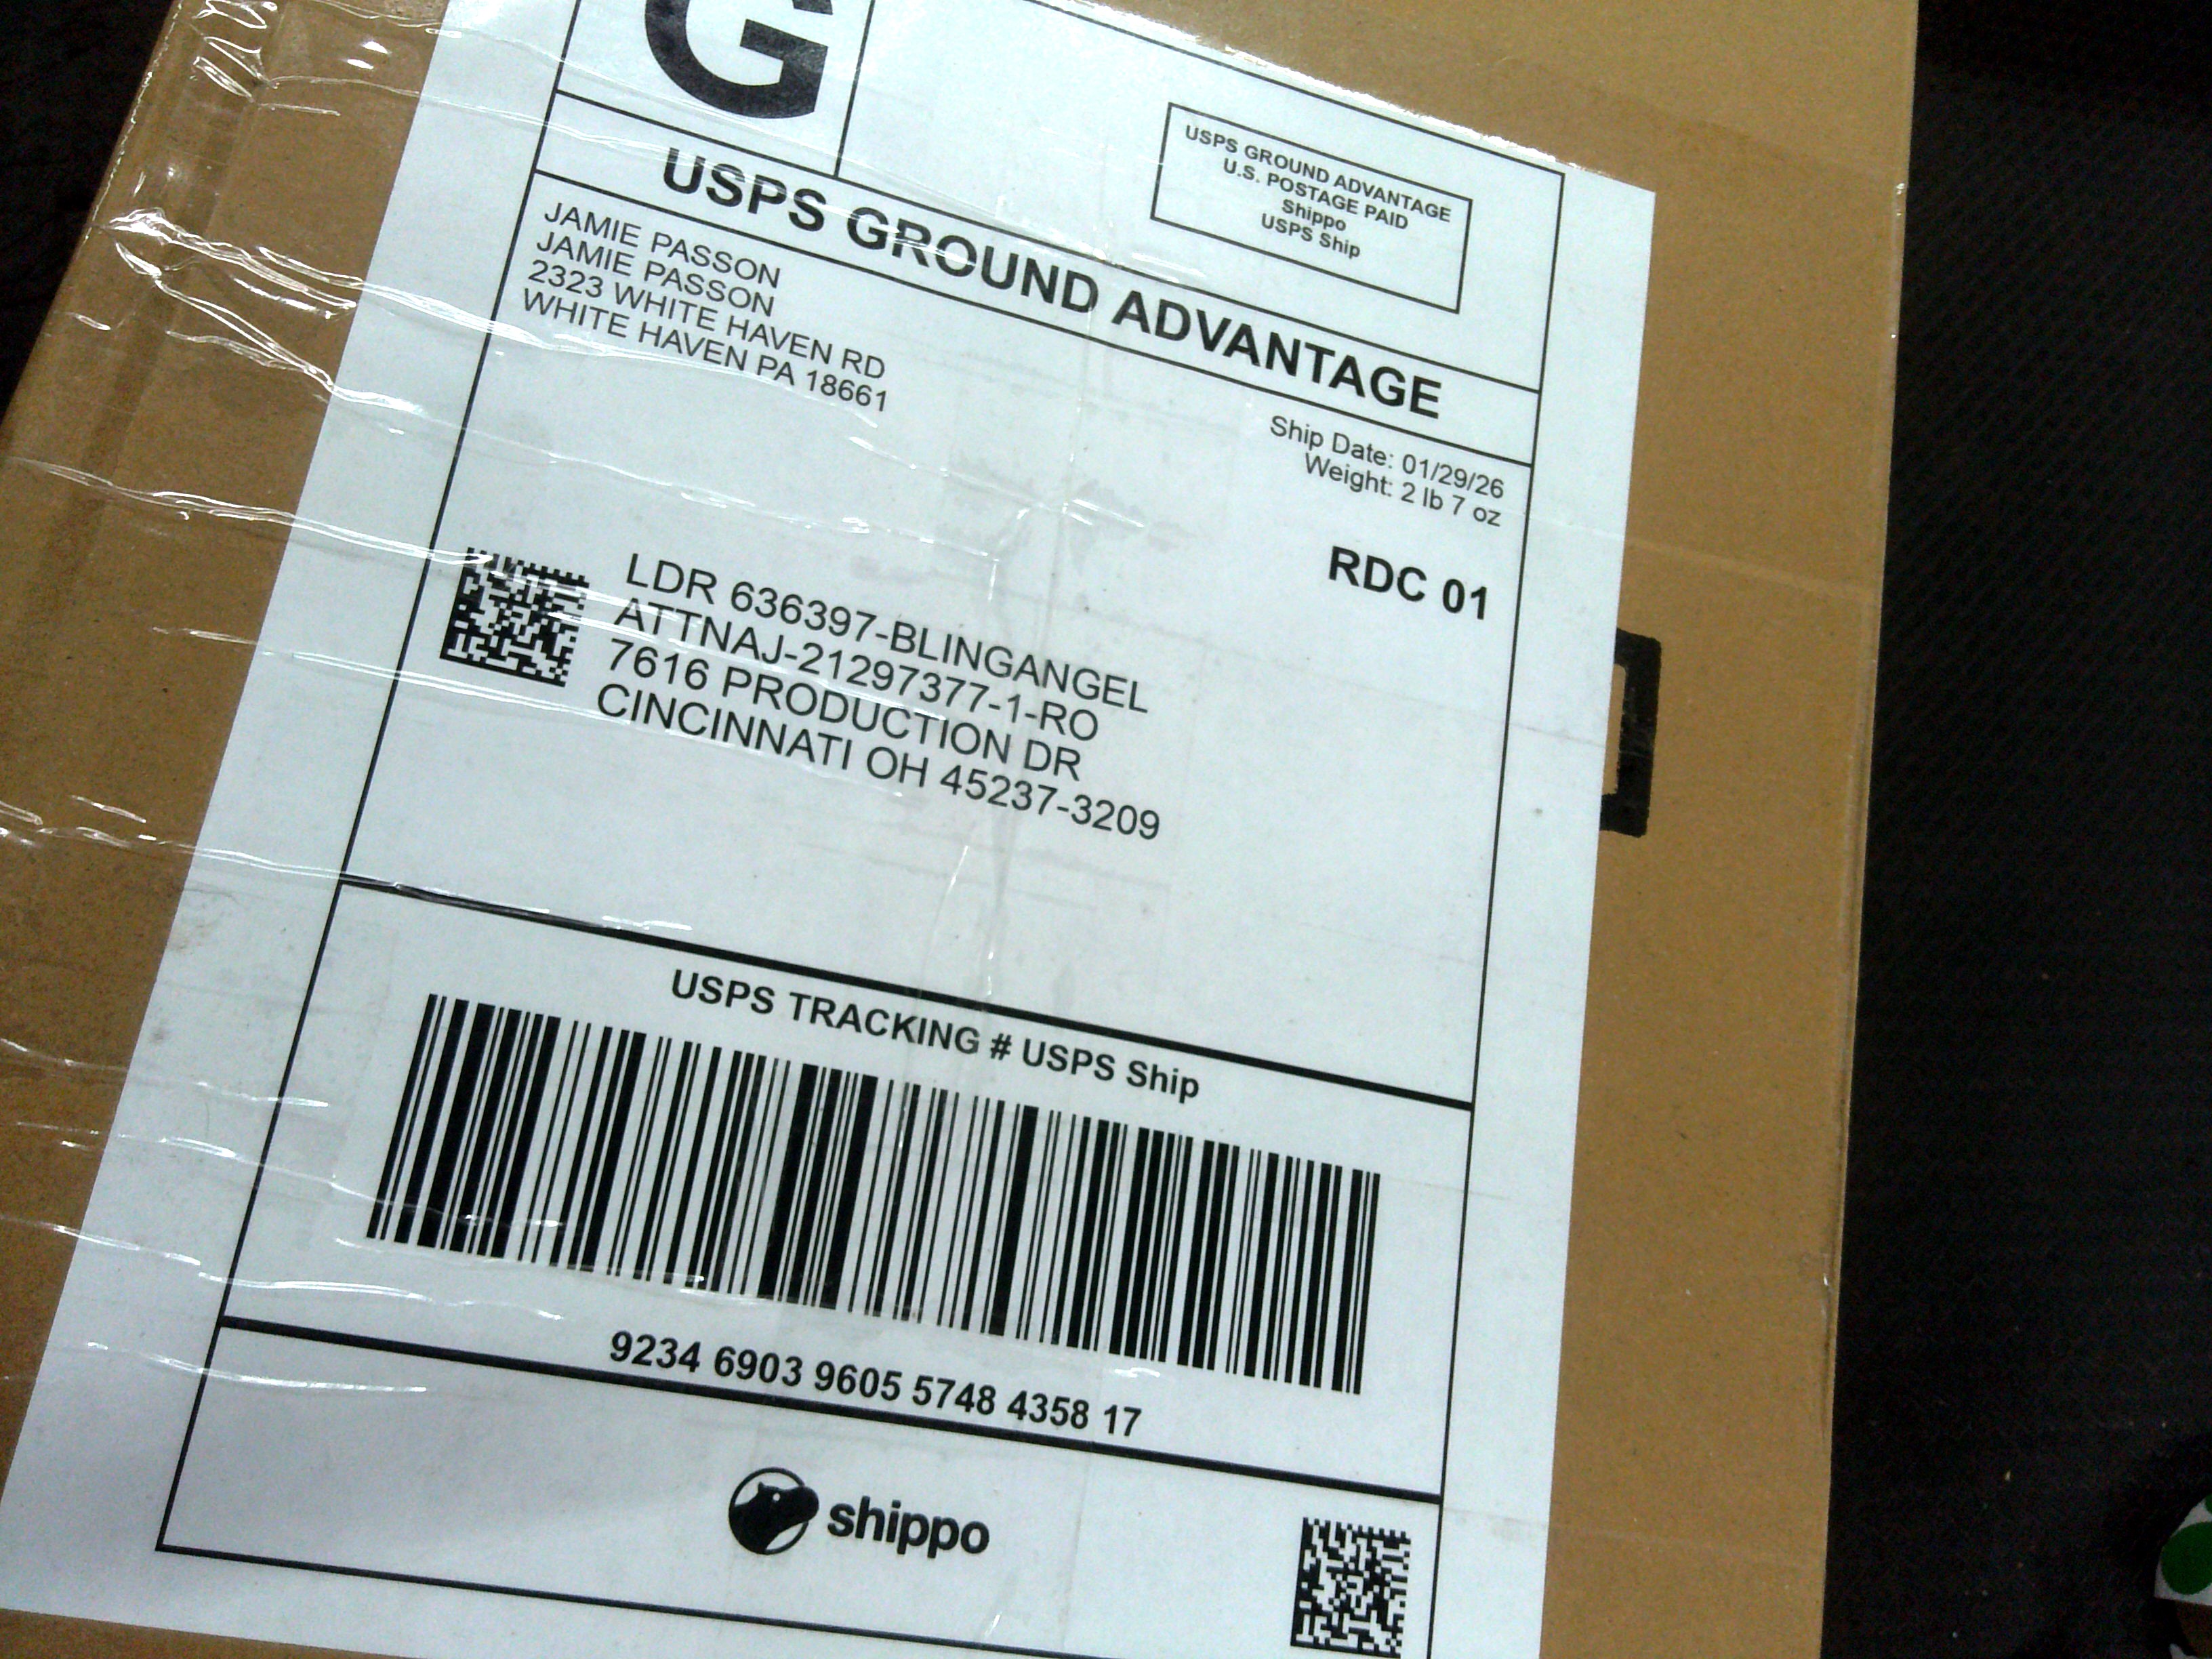 G
USPS GROUND ADVANTAGE
U.S. POSTAGE PAID
Shippo
USPS Ship
USPS GROUND ADVANTAGE
JAMIE PASSON
JAMIE PASSON
2323 WHITE HAVEN RD
WHITE HAVEN PA 18661
Ship Date: 01/29/26
Weight: 2 lb 7 oz
RDC 01
LDR 636397-BLINGANGEL
ATTNAJ-21297377-1-RO
7616 PRODUCTION DR
CINCINNATI OH 45237-3209
USPS TRACKING # USPS Ship
9234 6903 9605 5748 4358 17
shippo